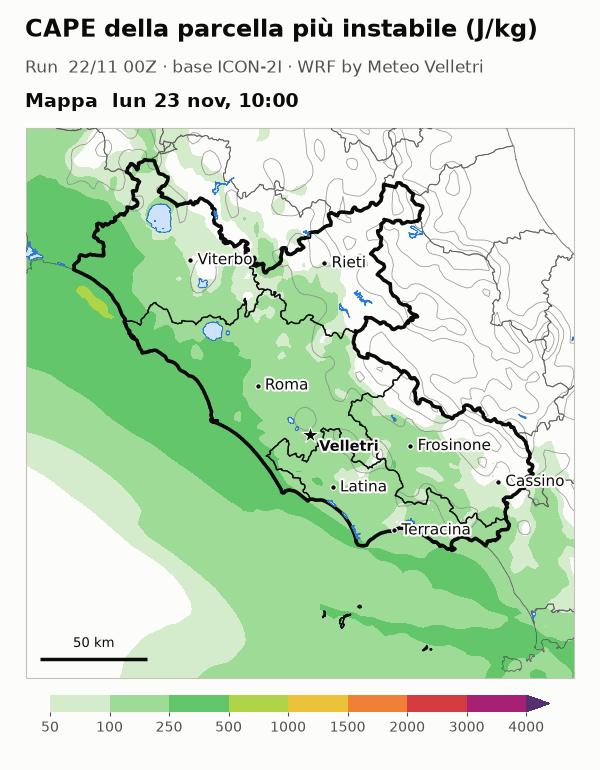 CAPE della parcella più instabile (J/kg)
Run  22/11 00Z · base ICON-2I · WRF by Meteo Velletri
Mappa  lun 23 nov, 10:00
Viterbo
Rieti
Roma
Velletri
Frosinone
Cassino
Latina
Terracina
50 km
50 100 250 500 1000 1500 2000 3000 4000